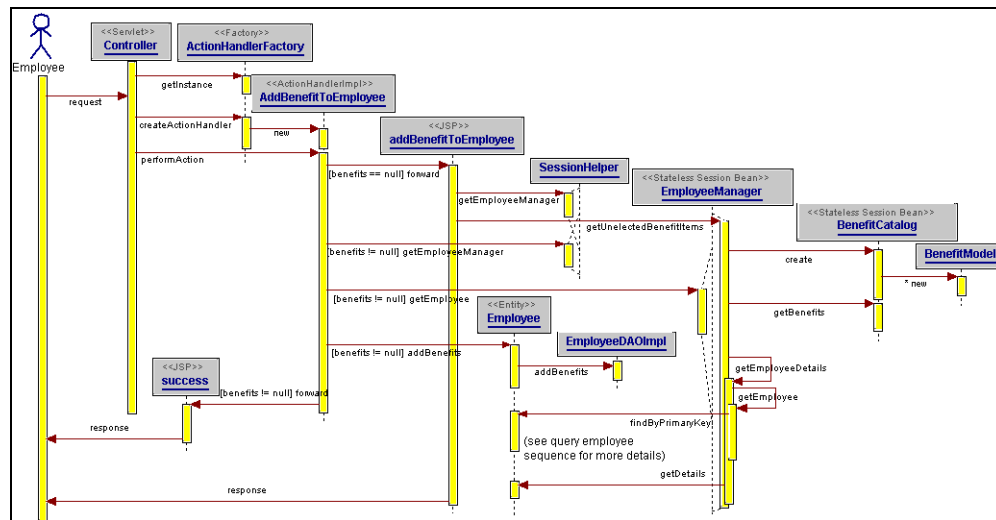 <<Servlet>>
Controller
<<Factory>>
ActionHandlerFactory
Employee
getInstance
<<ActionHandlerImpl>>
AddBenefitToEmployee
request
createActionHandler
new
<<JSP>>
addBenefitToEmployee
performAction
[benefits == null] forward
SessionHelper
<<Stateless Session Bean>>
EmployeeManager
getEmployeeManager
getUnelectedBenefitItems
<<Stateless Session Bean>>
BenefitCatalog
[benefits != null] getEmployeeManager
create
BenefitModel
* new
[benefits != null] getEmployee
getBenefits
<<Entity>>
Employee
EmployeeDAOImpl
[benefits != null] addBenefits
addBenefits
getEmployeeDetails
<<JSP>>
success
[benefits != null] forward
getEmployee
findByPrimaryKey
response
(see query employee
sequence for more details)
getDetails
response